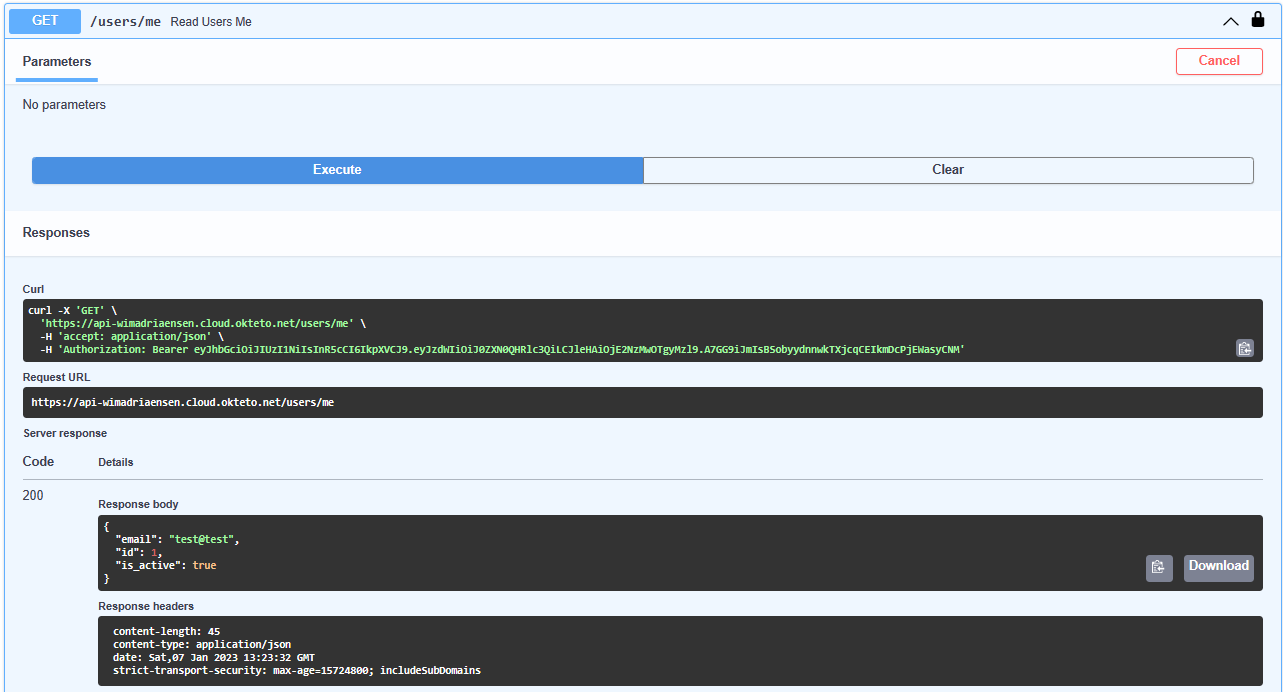 GET /users/me Read Users Me
Parameters
Cancel
No parameters
Execute
Clear
Responses
Curl
curl -X 'GET' \
'https://api-wimadriaensen.cloud.okteto.net/users/me' \
-H 'accept: application/json' \
-H 'Authorization: Bearer eyJhbGciOiJIUzI1NiIsInR5cCI6IkpXVCJ9.eyJzdWIiOiJ0ZXN0QHRlc3QiLCJleHAiOjE2NzMwOTgyMzl9.A7GG9iJmIsBSobyydnnwkTXjcqCEIkmDcPjEWasyCNM'
Request URL
https://api-wimadriaensen.cloud.okteto.net/users/me
Server response
Code Details
200
Response body
{
"email": "test@test",
"id": 1,
"is_active": true
}
Download
Response headers
content-length: 45
content-type: application/json
date: Sat,07 Jan 2023 13:23:32 GMT
strict-transport-security: max-age=15724800; includeSubDomains